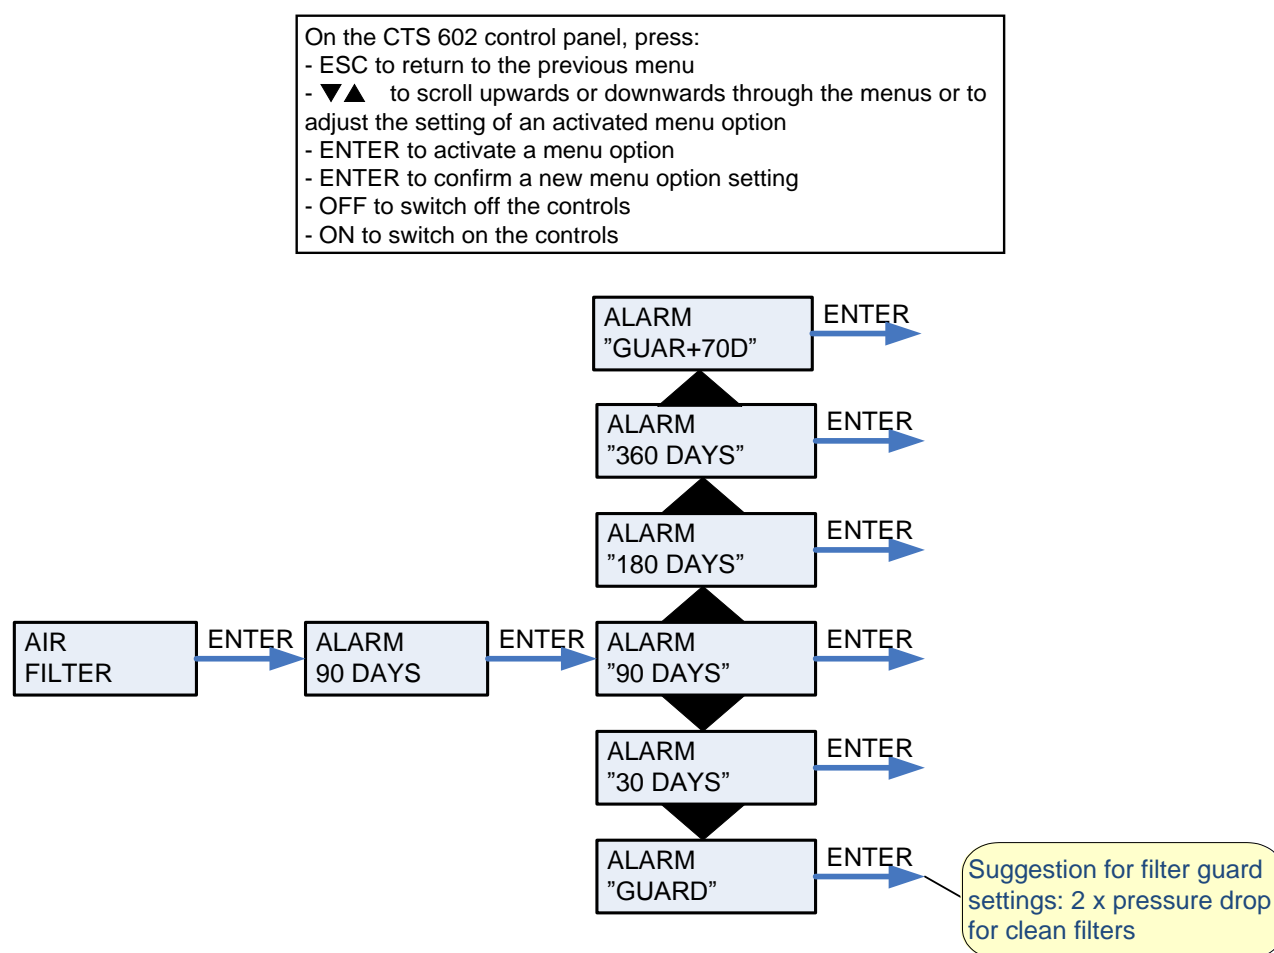 On the CTS 602 control panel, press:
- ESC to return to the previous menu
- ▼▲ to scroll upwards or downwards through the menus or to
adjust the setting of an activated menu option
- ENTER to activate a menu option
- ENTER to confirm a new menu option setting
- OFF to switch off the controls
- ON to switch on the controls
ALARM
”GUAR+70D”
ENTER
ALARM
”360 DAYS”
ENTER
ALARM
”180 DAYS”
ENTER
AIR
FILTER
ENTER
ALARM
90 DAYS
ENTER
ALARM
”90 DAYS”
ENTER
ALARM
”30 DAYS”
ENTER
ALARM
”GUARD”
ENTER
Suggestion for filter guard
settings: 2 x pressure drop
for clean filters